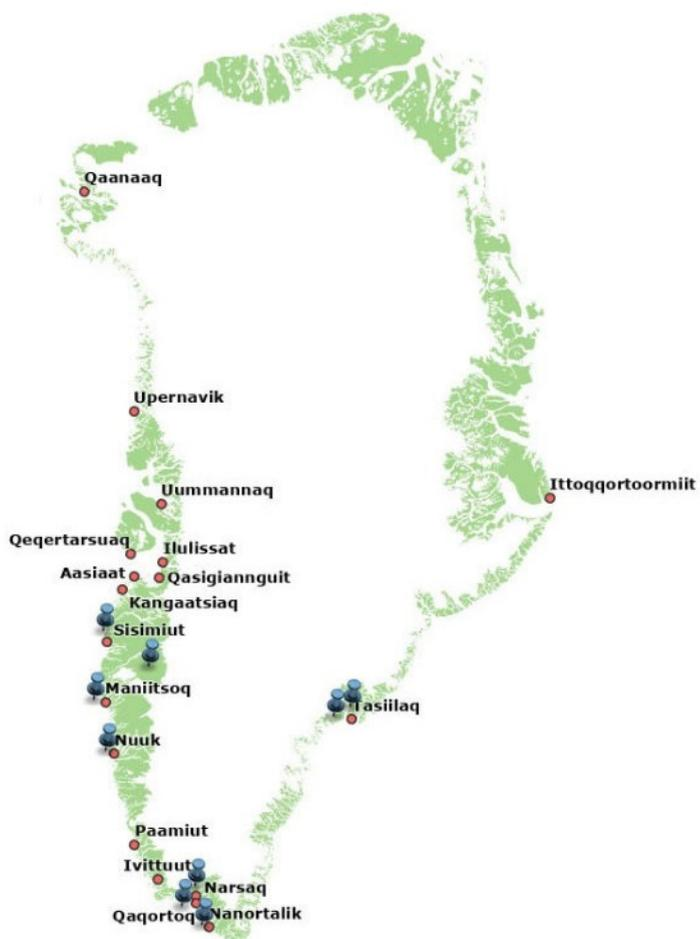 Qaanaaq
Upernavik
Ittoqqortoormiit
Uummannaq
Qeqertarsuaq
Ilulissat
Aasiaat
Qasigiannguit
Kangaatsiaq
Sisimiut
Maniitsoq
Tasiilaq
Nuuk
Paamiut
Ivittuut
Narsaq
Qaqortoq
Nanortalik